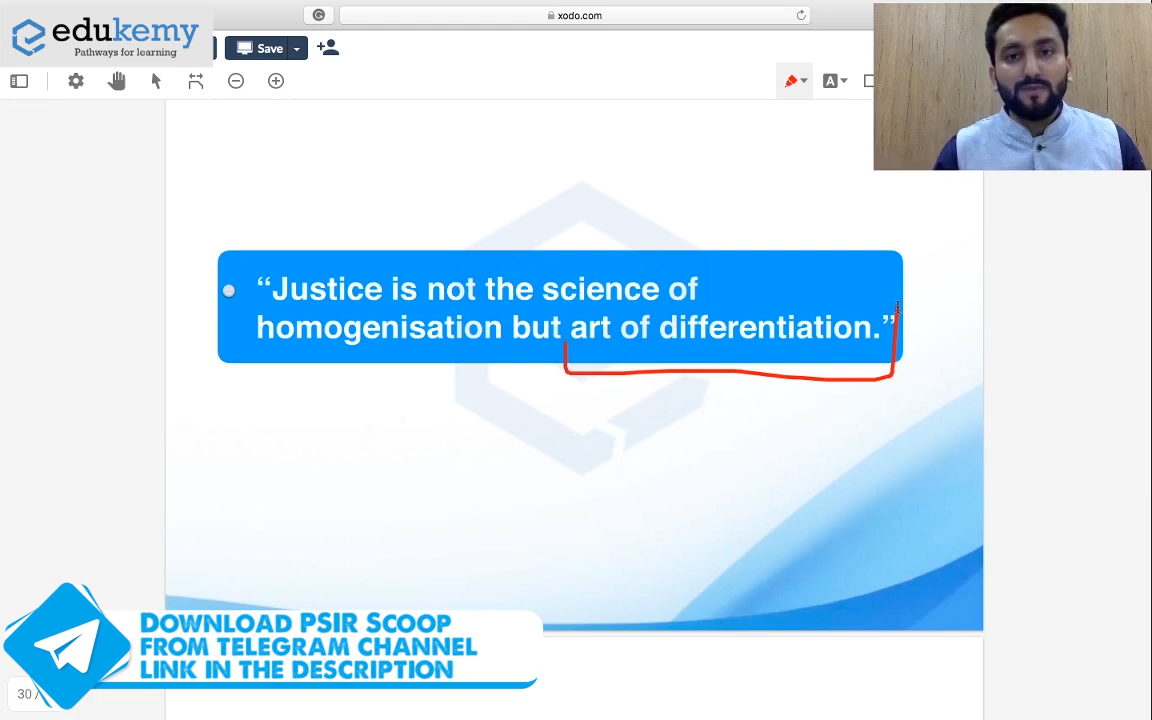 edukemy
Pathways for learning
xodo.com
Save
A
“Justice is not the science of
homogenisation but art of differentiation.”
DOWNLOAD PSIR SCOOP
FROM TELEGRAM CHANNEL
LINK IN THE DESCRIPTION
30 /